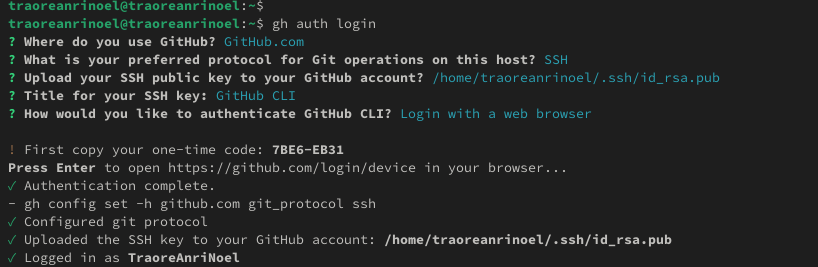 traoreanrinoel@traoreanrinoel:~$
traoreanrinoel@traoreanrinoel:~$ gh auth login
? Where do you use GitHub? GitHub.com
? What is your preferred protocol for Git operations on this host? SSH
? Upload your SSH public key to your GitHub account? /home/traoreanrinoel/.ssh/id_rsa.pub
? Title for your SSH key: GitHub CLI
? How would you like to authenticate GitHub CLI? Login with a web browser
! First copy your one-time code: 7BE6-EB31
Press Enter to open https://github.com/login/device in your browser...
✓ Authentication complete.
- gh config set -h github.com git_protocol ssh
✓ Configured git protocol
✓ Uploaded the SSH key to your GitHub account: /home/traoreanrinoel/.ssh/id_rsa.pub
✓ Logged in as TraoreAnriNoel